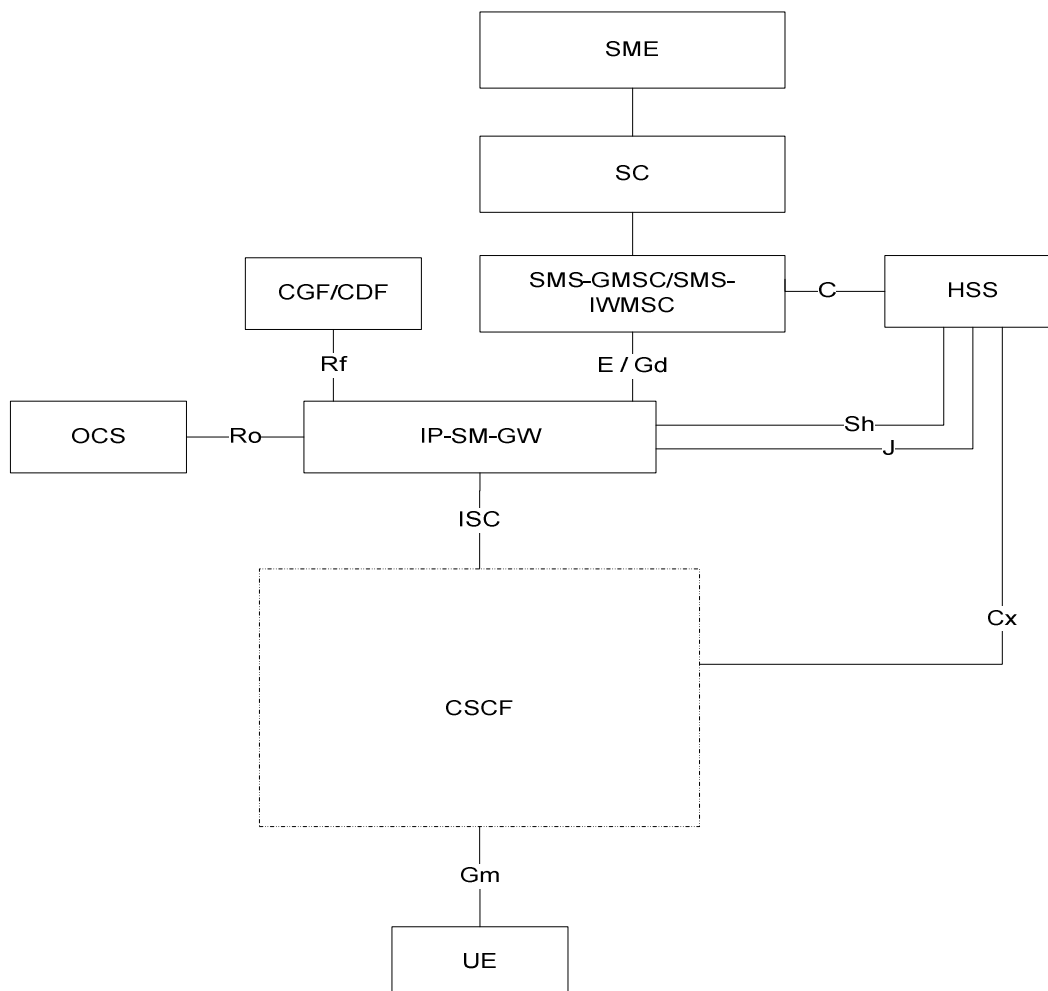 SME
SC
SMS-GMSC/SMS-
IWMSC
C
HSS
CGF/CDF
Rf
E / Gd
OCS
Ro
IP-SM-GW
Sh
J
ISC
Cx
CSCF
Gm
UE